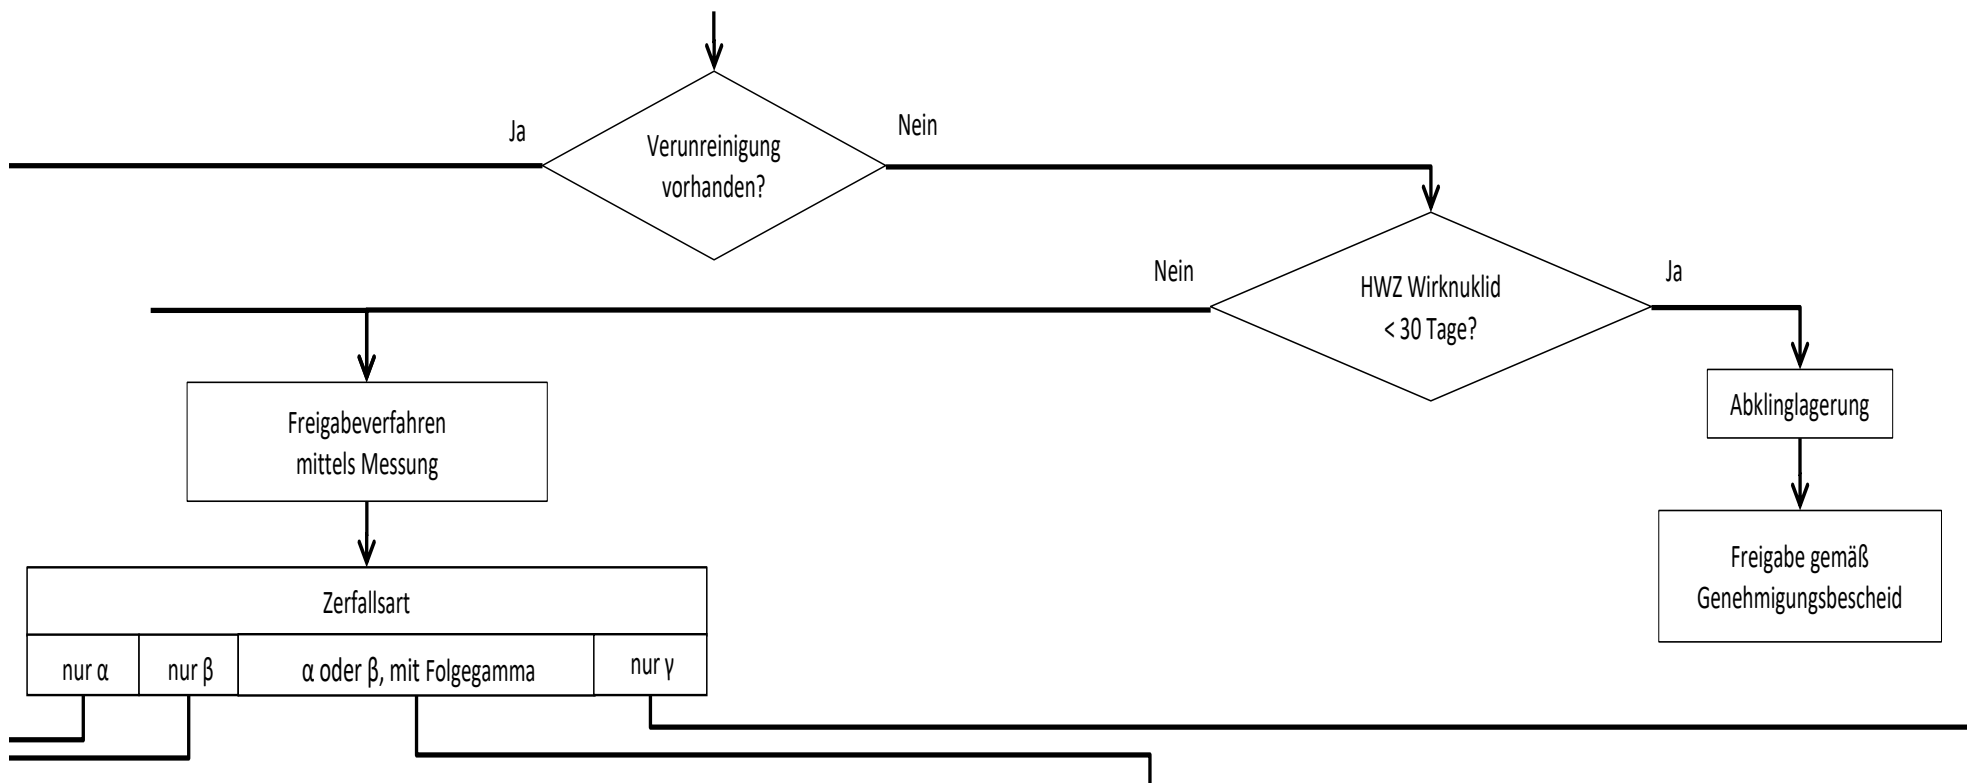 Ja
Nein
Verunreinigung
vorhanden?
Nein
Ja
HWZ Wirknuklid
< 30 Tage?
Freigabeverfahren
mittels Messung
Abklinglagerung
Freigabe gemäß
Genehmigungsbescheid
Zerfallsart
nur α
nur β
α oder β, mit Folgegamma
nur γ